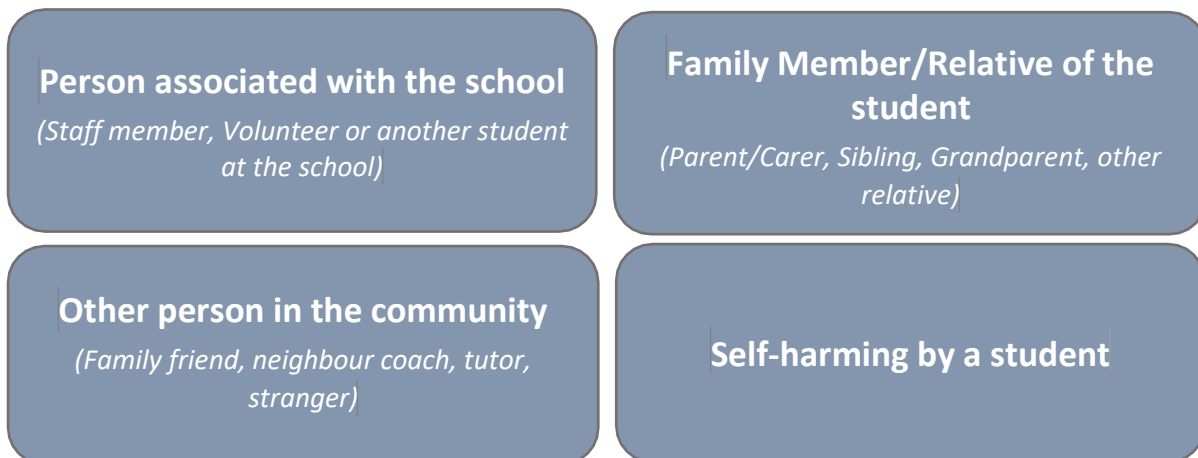 Person associated with the school
(Staff member, Volunteer or another student
at the school)
Family Member/Relative of the
student
(Parent/Carer, Sibling, Grandparent, other
relative)
Other person in the community
(Family friend, neighbour coach, tutor,
stranger)
Self-harming by a student